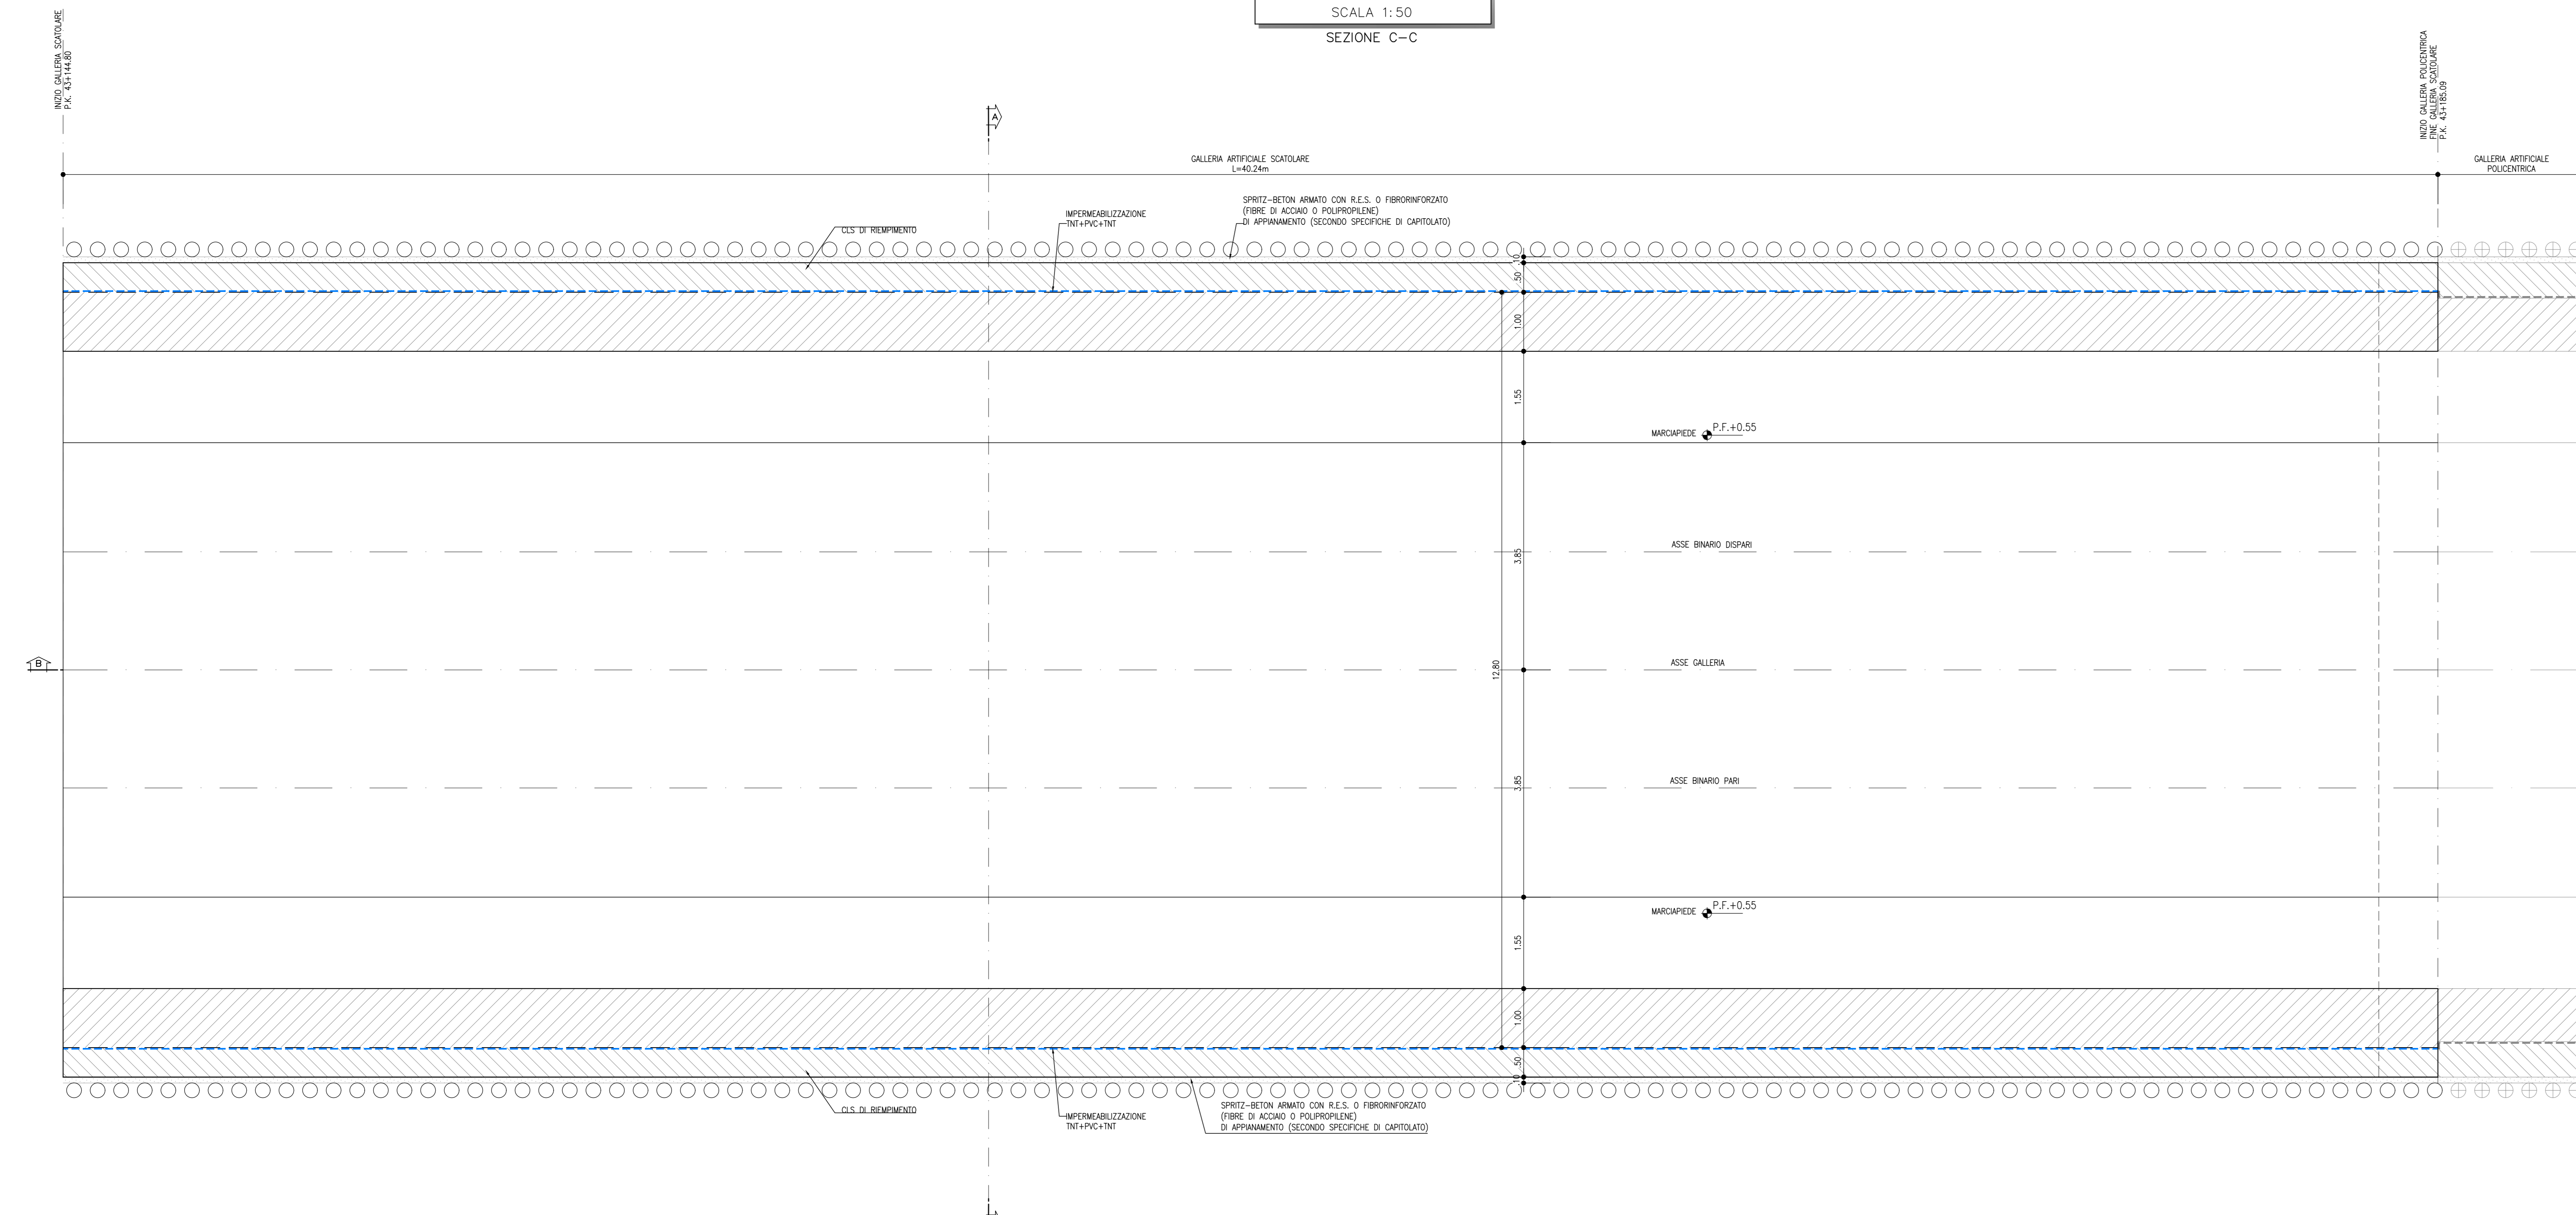 SCALA 1:50
SEZIONE C-C
INIZIO GALLERIA SCATOLARE
P.K. 43+144.80
INIZIO GALLERIA POLICENTRICA
FINE GALLERIA SCATOLARE
P.K. 43+185.09
A
GALLERIA ARTIFICIALE SCATOLARE
L=40.24m
GALLERIA ARTIFICIALE
POLICENTRICA
CLS DI RIEMPIMENTO
IMPERMEABILIZZAZIONE
TNT+PVC+TNT
SPRITZ-BETON ARMATO CON R.E.S. O FIBRORINFORZATO
(FIBRE DI ACCIAIO O POLIPROPILENE)
DI APPIANAMENTO (SECONDO SPECIFICHE DI CAPITOLATO)
.10
.50
1.00
1.55
MARCIAPIEDE
P.F.+0.55
3.85
ASSE BINARIO DISPARI
B
12.80
ASSE GALLERIA
3.85
ASSE BINARIO PARI
MARCIAPIEDE
P.F.+0.55
1.55
1.00
.50
.10
CLS DI RIEMPIMENTO
IMPERMEABILIZZAZIONE
TNT+PVC+TNT
SPRITZ-BETON ARMATO CON R.E.S. O FIBRORINFORZATO
(FIBRE DI ACCIAIO O POLIPROPILENE)
DI APPIANAMENTO (SECONDO SPECIFICHE DI CAPITOLATO)